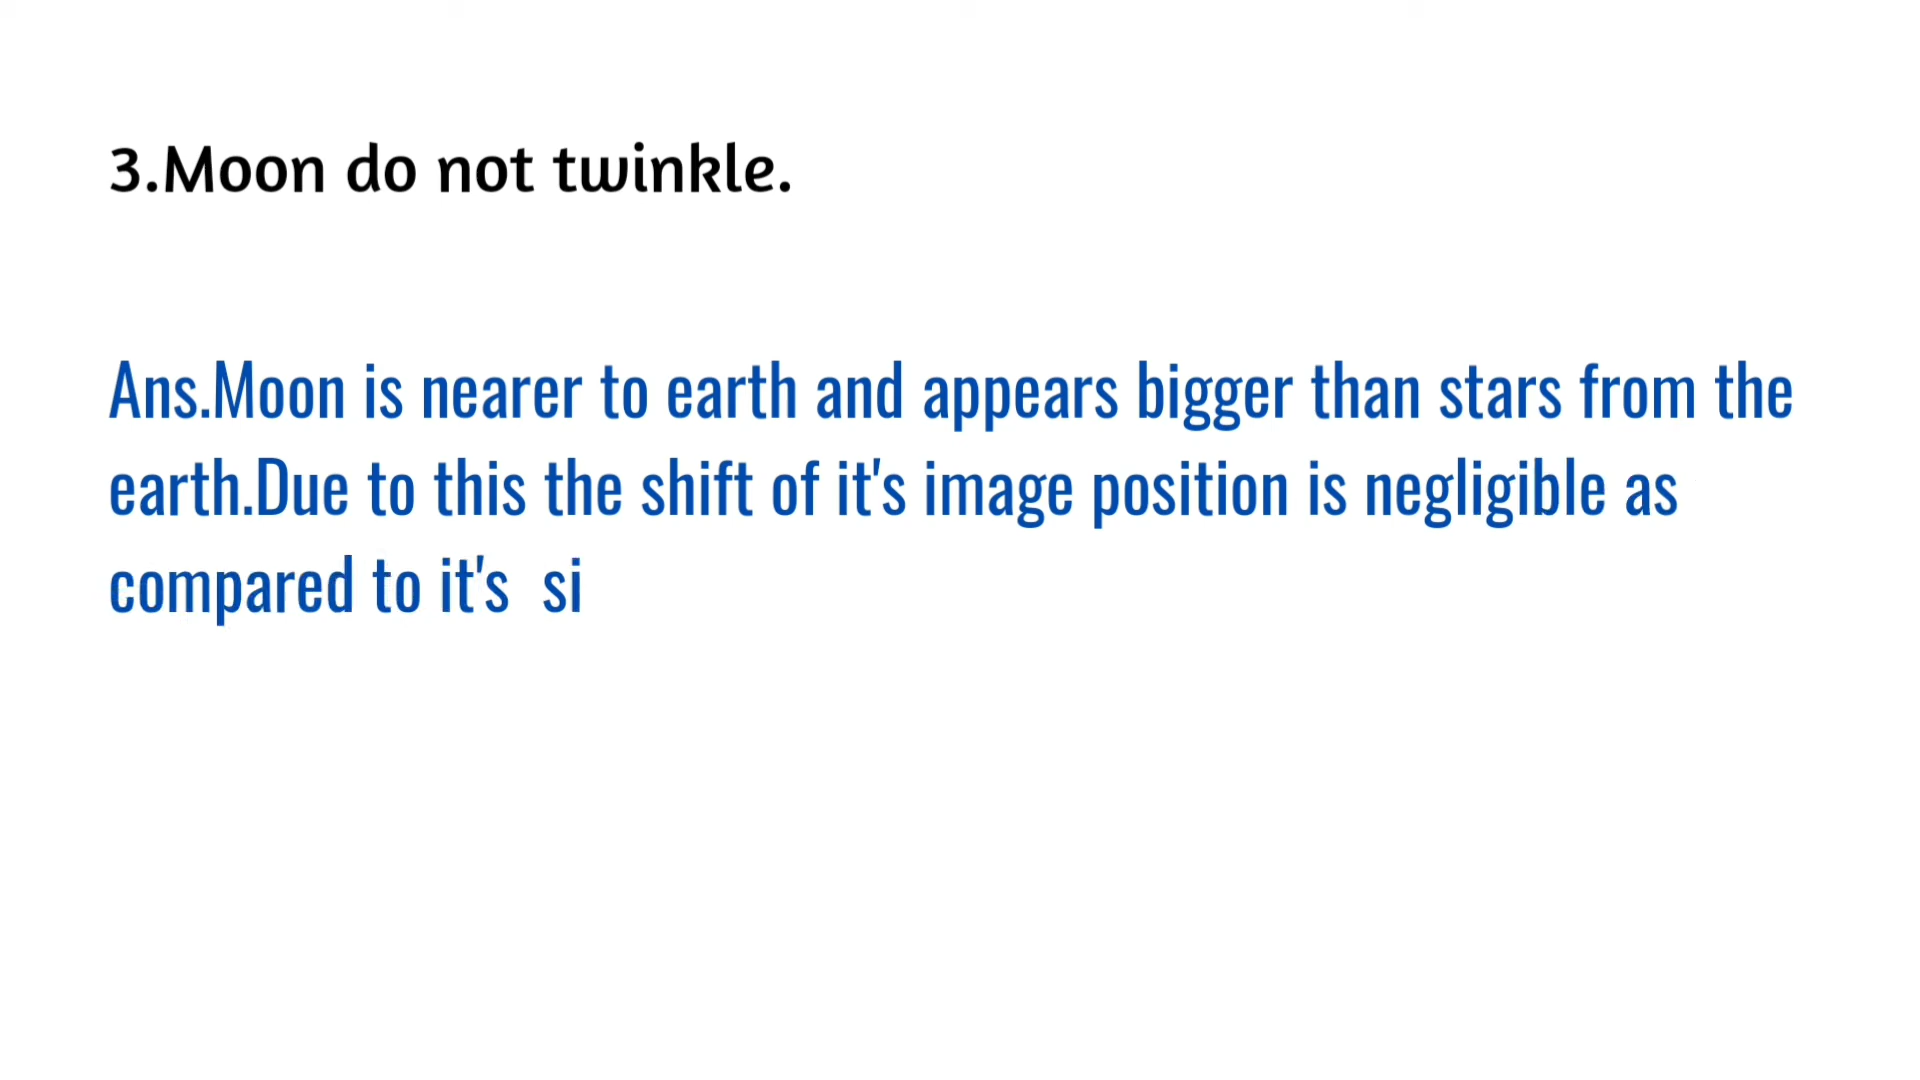 3.Moon do not twinkle.
Ans.Moon is nearer to earth and appears bigger than stars from the
earth.Due to this the shift of it's image position is negligible as
compared to it's  si